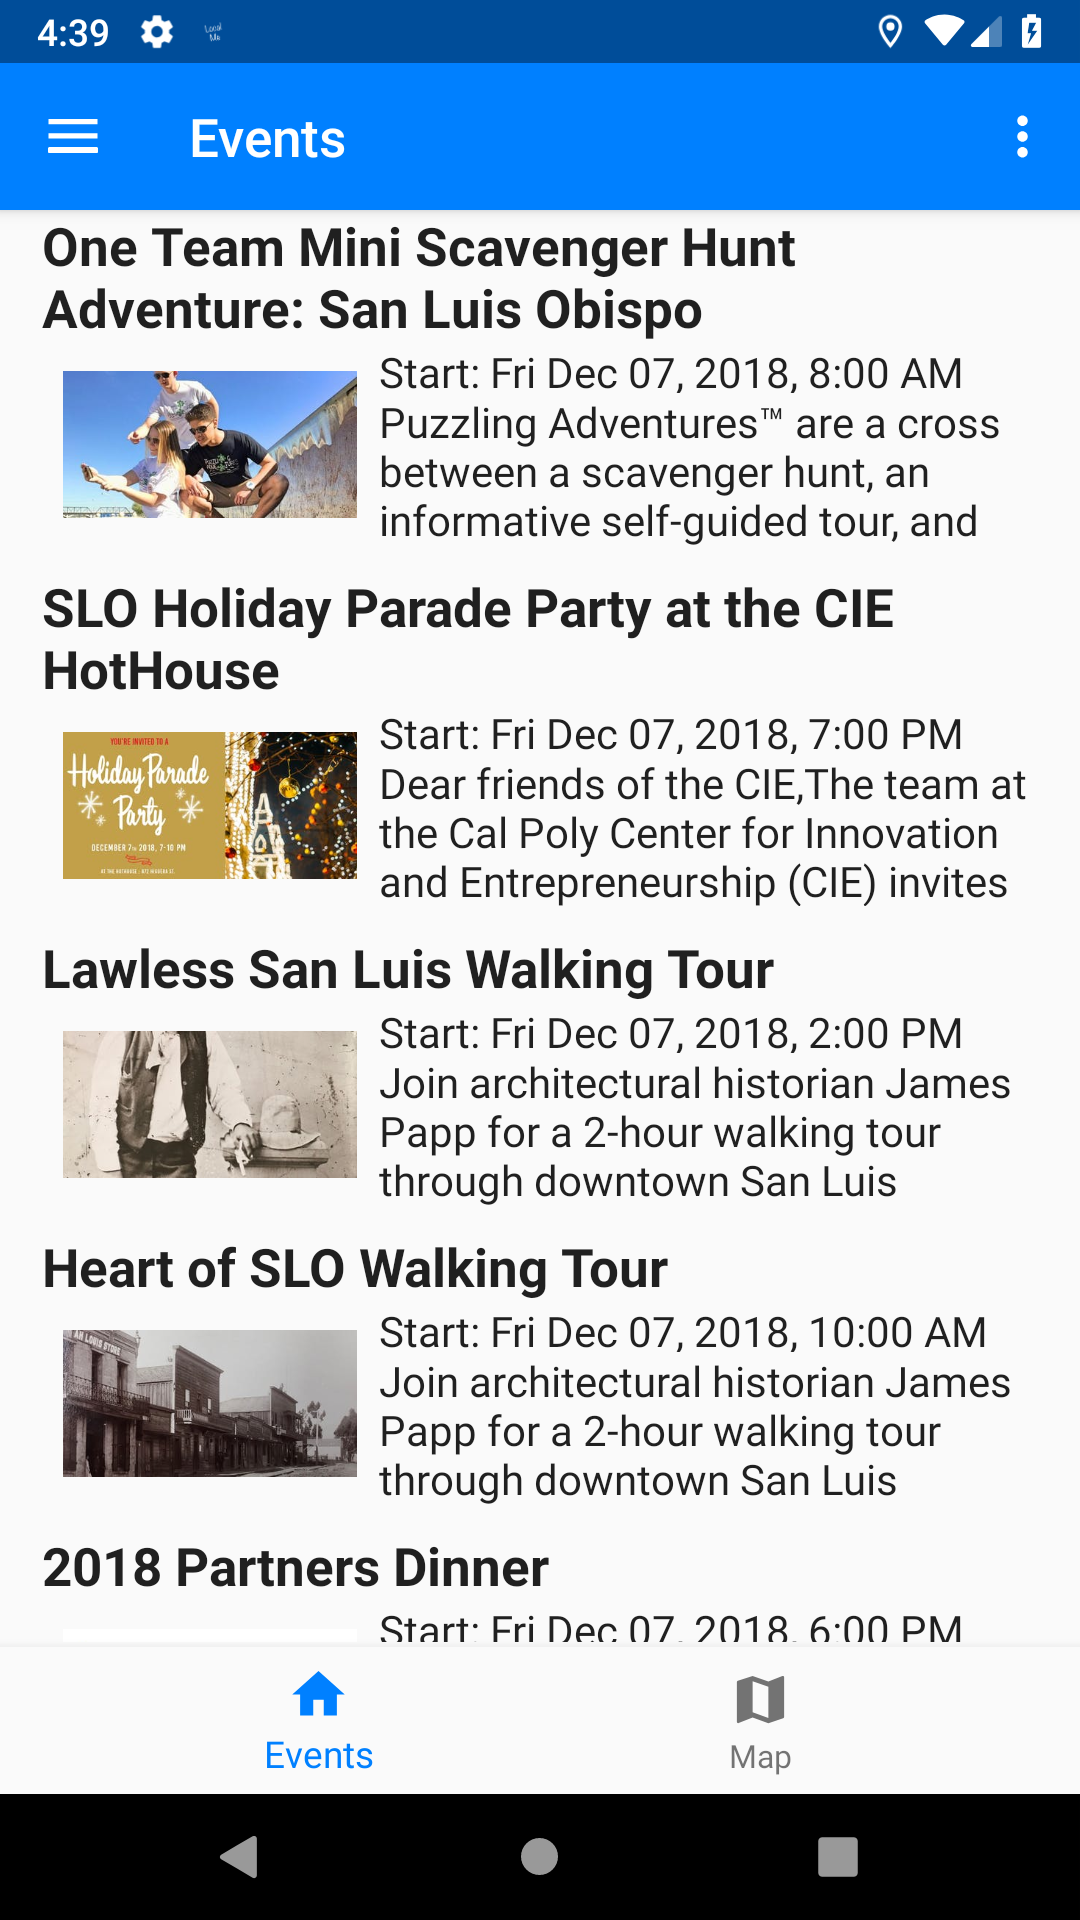 4:39
Local
Me
Events
One Team Mini Scavenger Hunt
Adventure: San Luis Obispo
Start: Fri Dec 07, 2018, 8:00 AM
Puzzling Adventures™ are a cross
between a scavenger hunt, an
informative self-guided tour, and
SLO Holiday Parade Party at the CIE
HotHouse
YOU'RE INVITED TO A
Holiday Parade
Party
DECEMBER 7TH 2018, 7-10 PM
Start: Fri Dec 07, 2018, 7:00 PM
Dear friends of the CIE,The team at
the Cal Poly Center for Innovation
and Entrepreneurship (CIE) invites
Lawless San Luis Walking Tour
Start: Fri Dec 07, 2018, 2:00 PM
Join architectural historian James
Papp for a 2-hour walking tour
through downtown San Luis
Heart of SLO Walking Tour
Start: Fri Dec 07, 2018, 10:00 AM
Join architectural historian James
Papp for a 2-hour walking tour
through downtown San Luis
2018 Partners Dinner
Start: Fri Dec 07, 2018, 6:00 PM
Events
Map